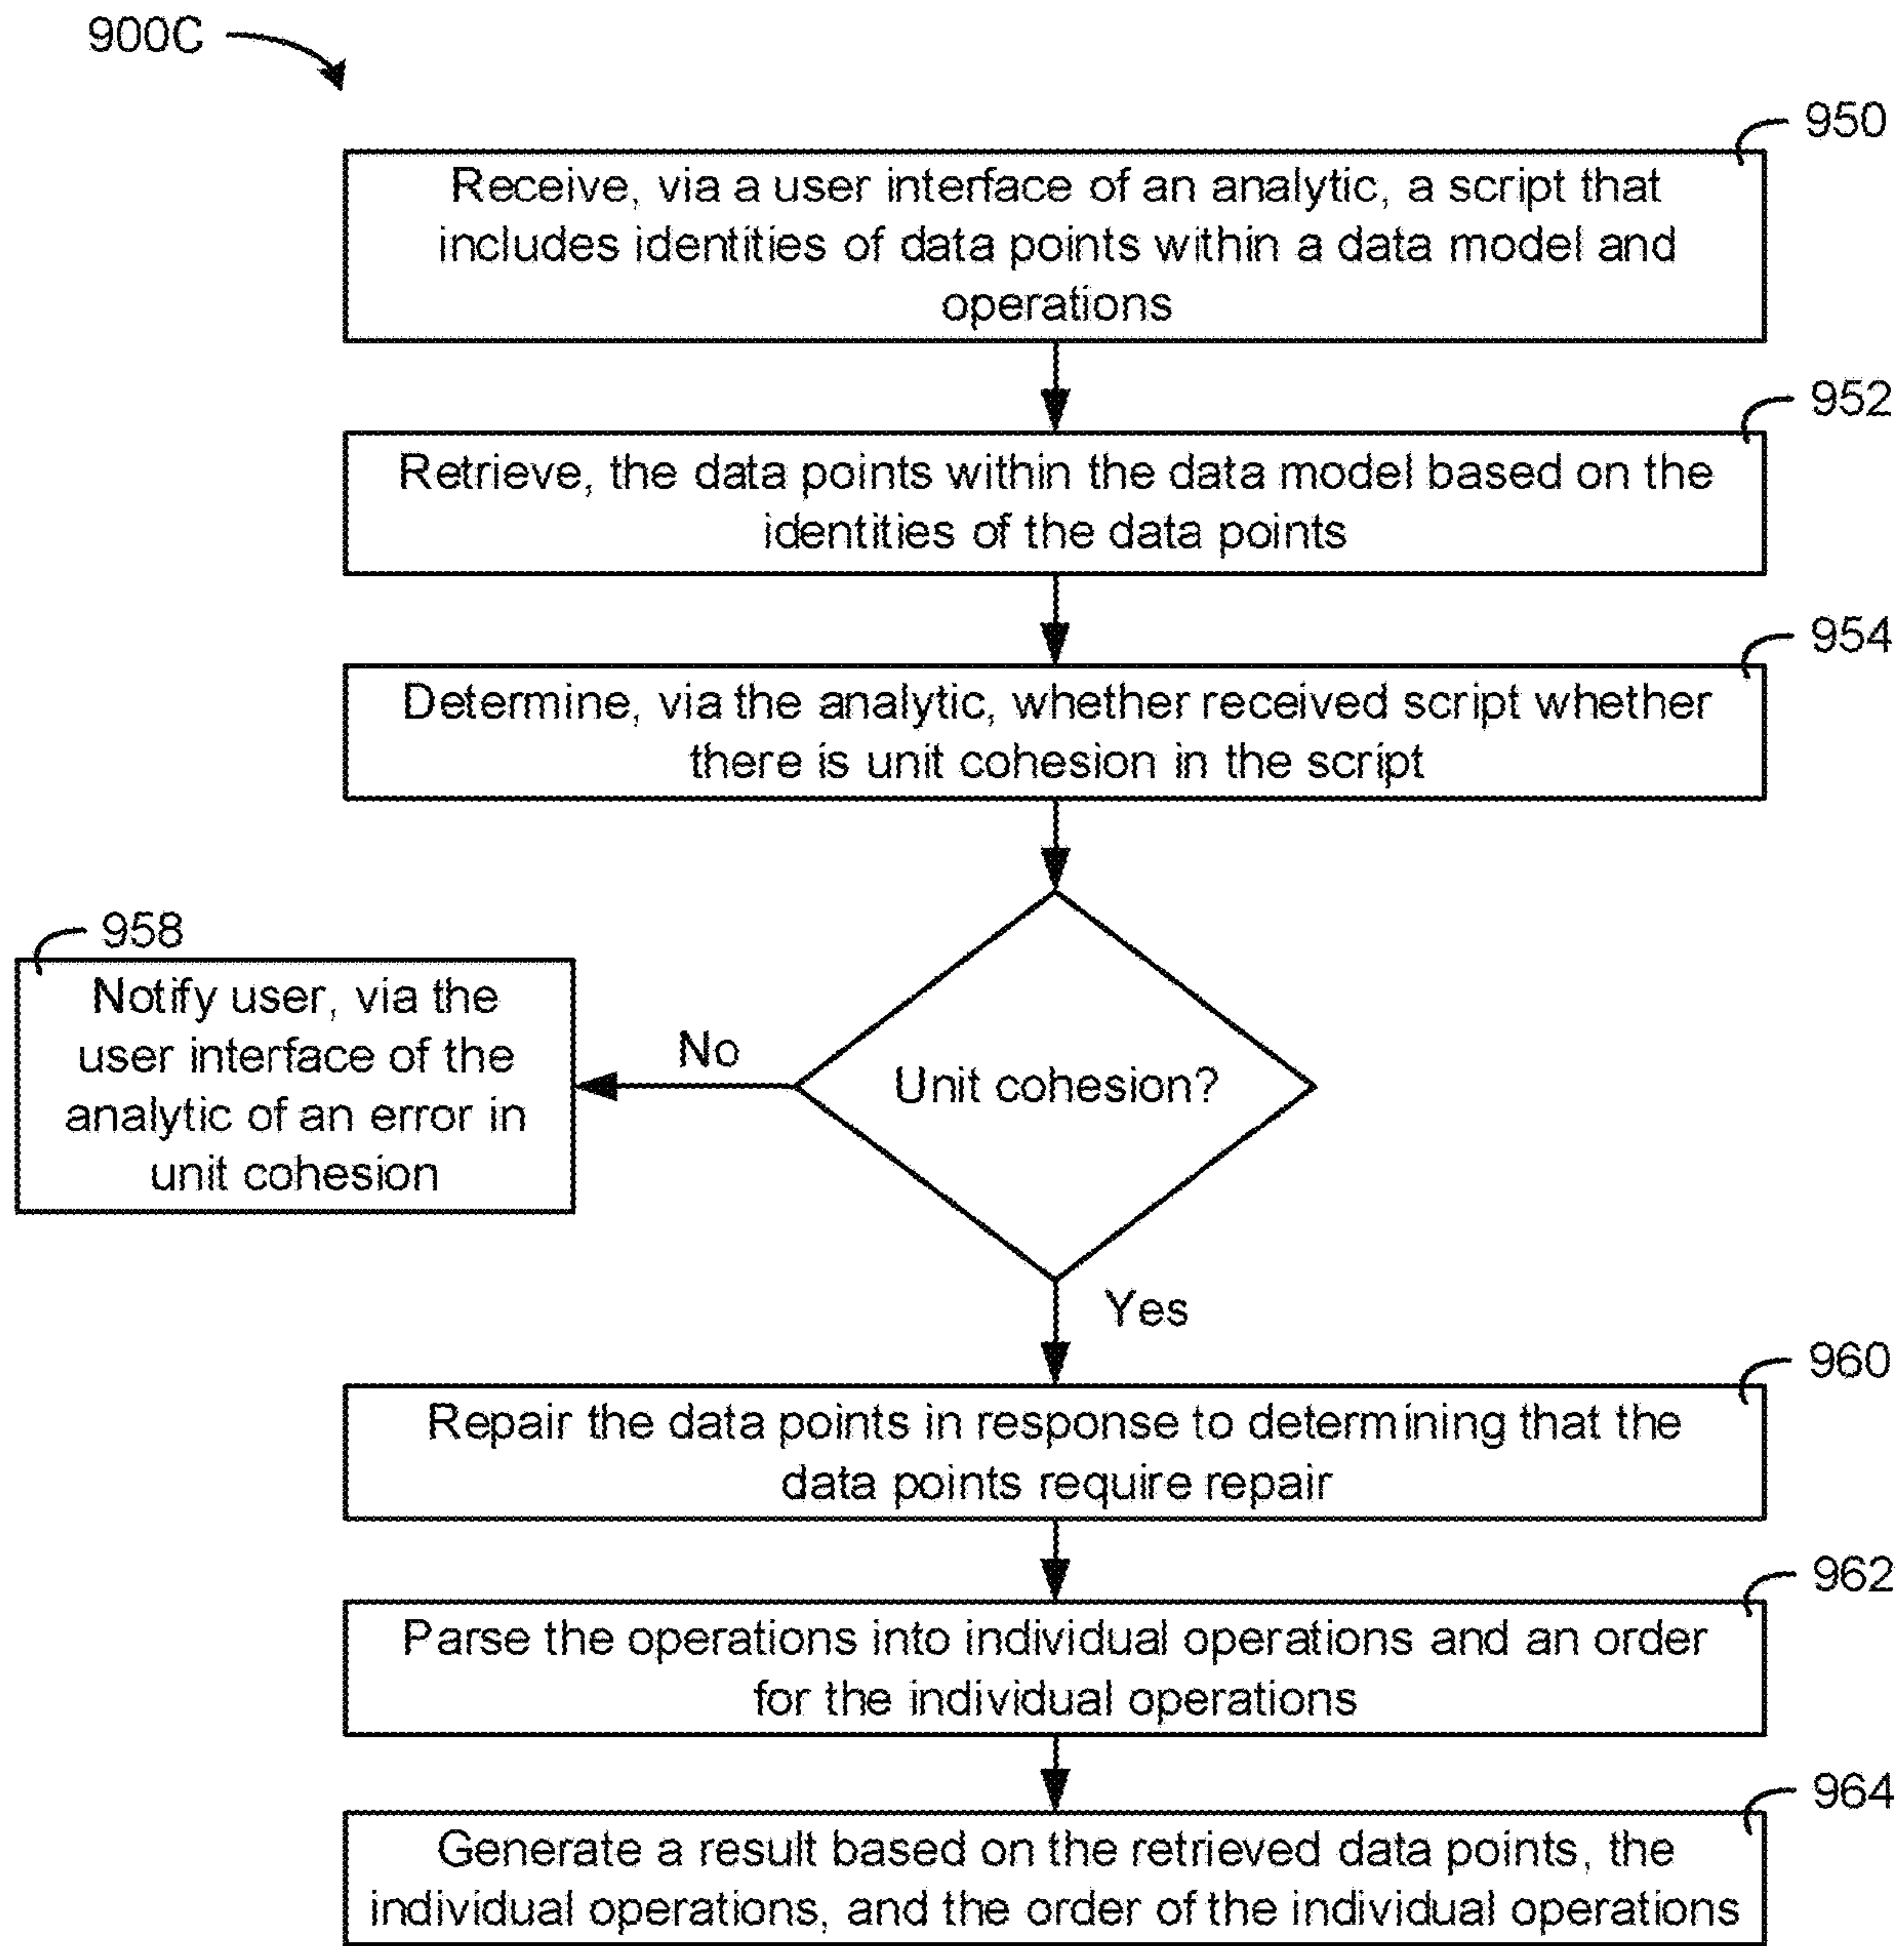 900C
950
Receive, via a user interface of an analytic, a script that
includes identities of data points within a data model and
operations
952
Retrieve, the data points within the data model based on the
identities of the data points
954
Determine, via the analytic, whether received script whether
there is unit cohesion in the script
958
Notify user, via the
user interface of the
analytic of an error in
unit cohesion
No
Unit cohesion?
Yes
960
Repair the data points in response to determining that the
data points require repair
962
Parse the operations into individual operations and an order
for the individual operations
964
Generate a result based on the retrieved data points, the
individual operations, and the order of the individual operations